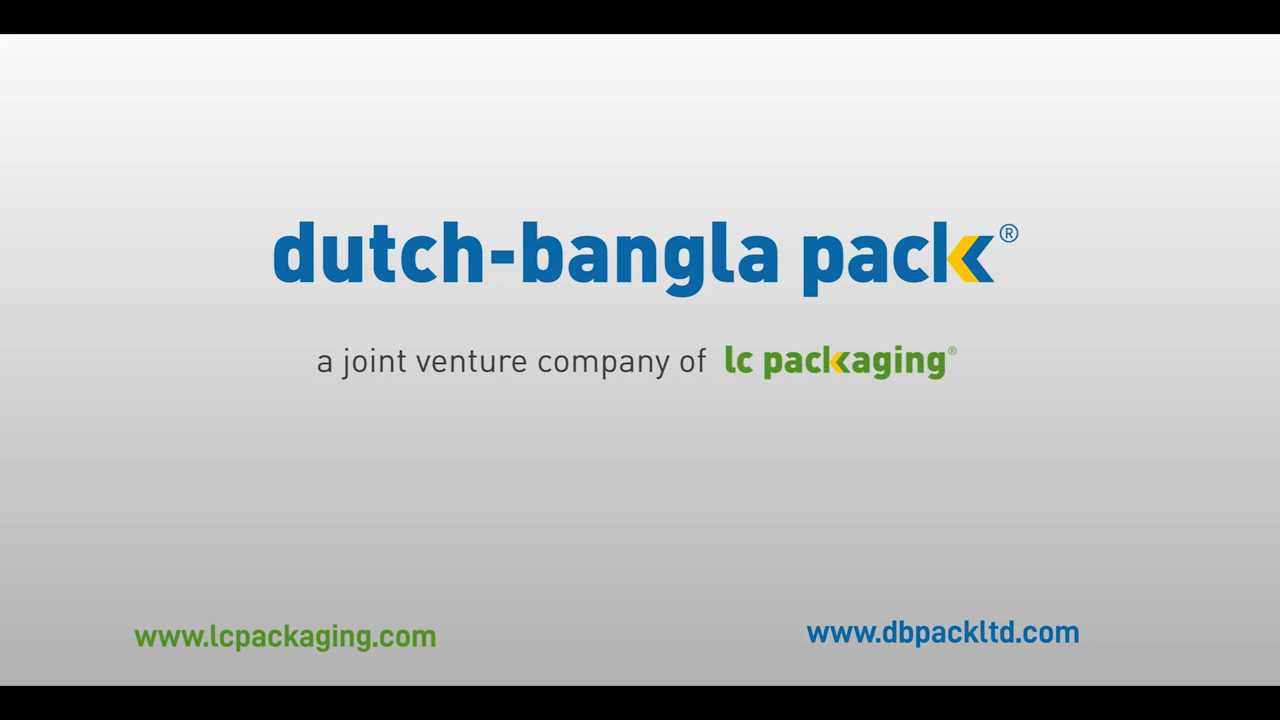 dutch-bangla pack®
a joint venture company of lc packaging®
www.lcpackaging.com
www.dbpackltd.com